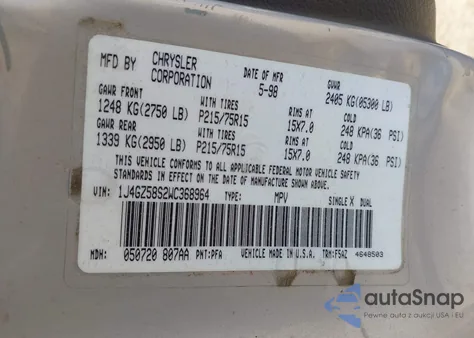 MFD BY CHRYSLER CORPORATION
DATE OF MFR 5-98
GVWR 2405 KG(05300 LB)
GAWR FRONT WITH TIRES RIMS AT COLD
1248 KG(2750 LB) P215/75R15 15X7.0 248 KPA(36 PSI)
GAWR REAR WITH TIRES RIMS AT COLD
1339 KG(2950 LB) P215/75R15 15X7.0 248 KPA(36 PSI)
THIS VEHICLE CONFORMS TO ALL APPLICABLE FEDERAL MOTOR VEHICLE SAFETY
STANDARDS IN EFFECT ON THE DATE OF MANUFACTURE SHOWN ABOVE.
VIN: 1J4GZ58S2WC368964 TYPE: MPV SINGLE X DUAL
MDH: 050720 807AA PNT:PFA VEHICLE MADE IN U.S.A. TRM:F5AZ 4648503
autoSnap
Pewne auta z USA i EU